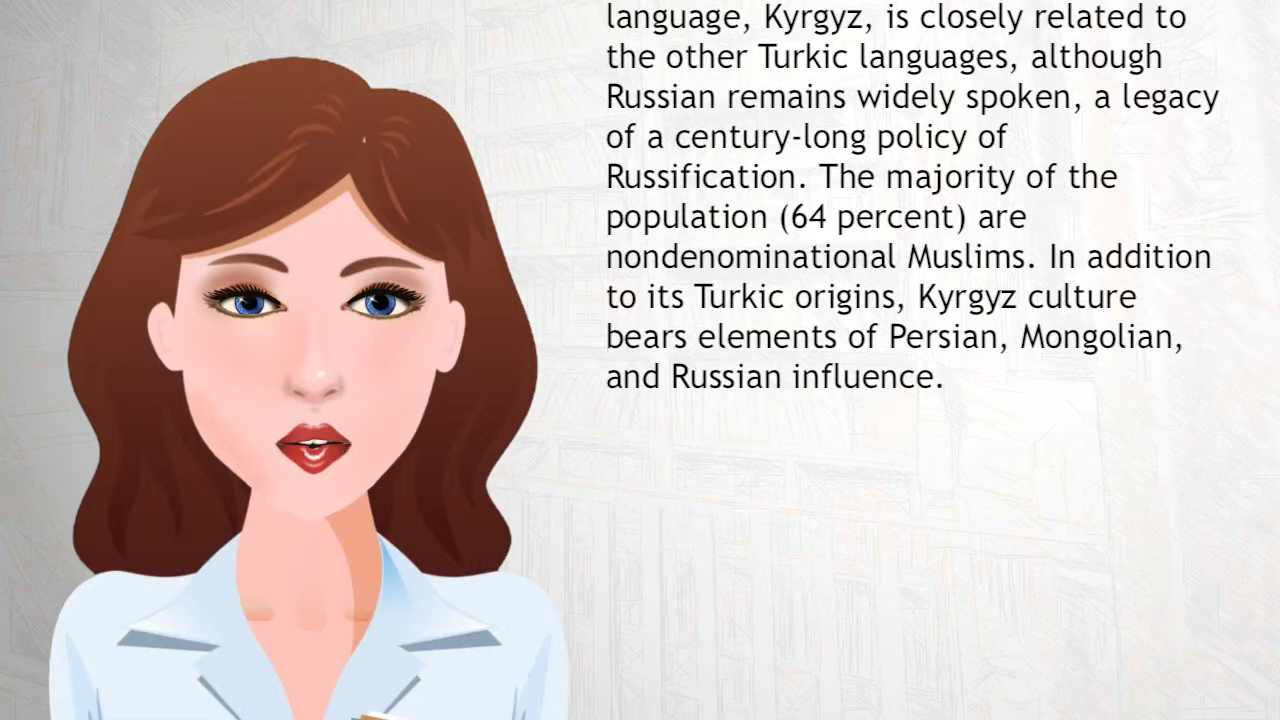 language, Kyrgyz, is closely related to
the other Turkic languages, although
Russian remains widely spoken, a legacy
of a century-long policy of
Russification. The majority of the
population (64 percent) are
nondenominational Muslims. In addition
to its Turkic origins, Kyrgyz culture
bears elements of Persian, Mongolian,
and Russian influence.